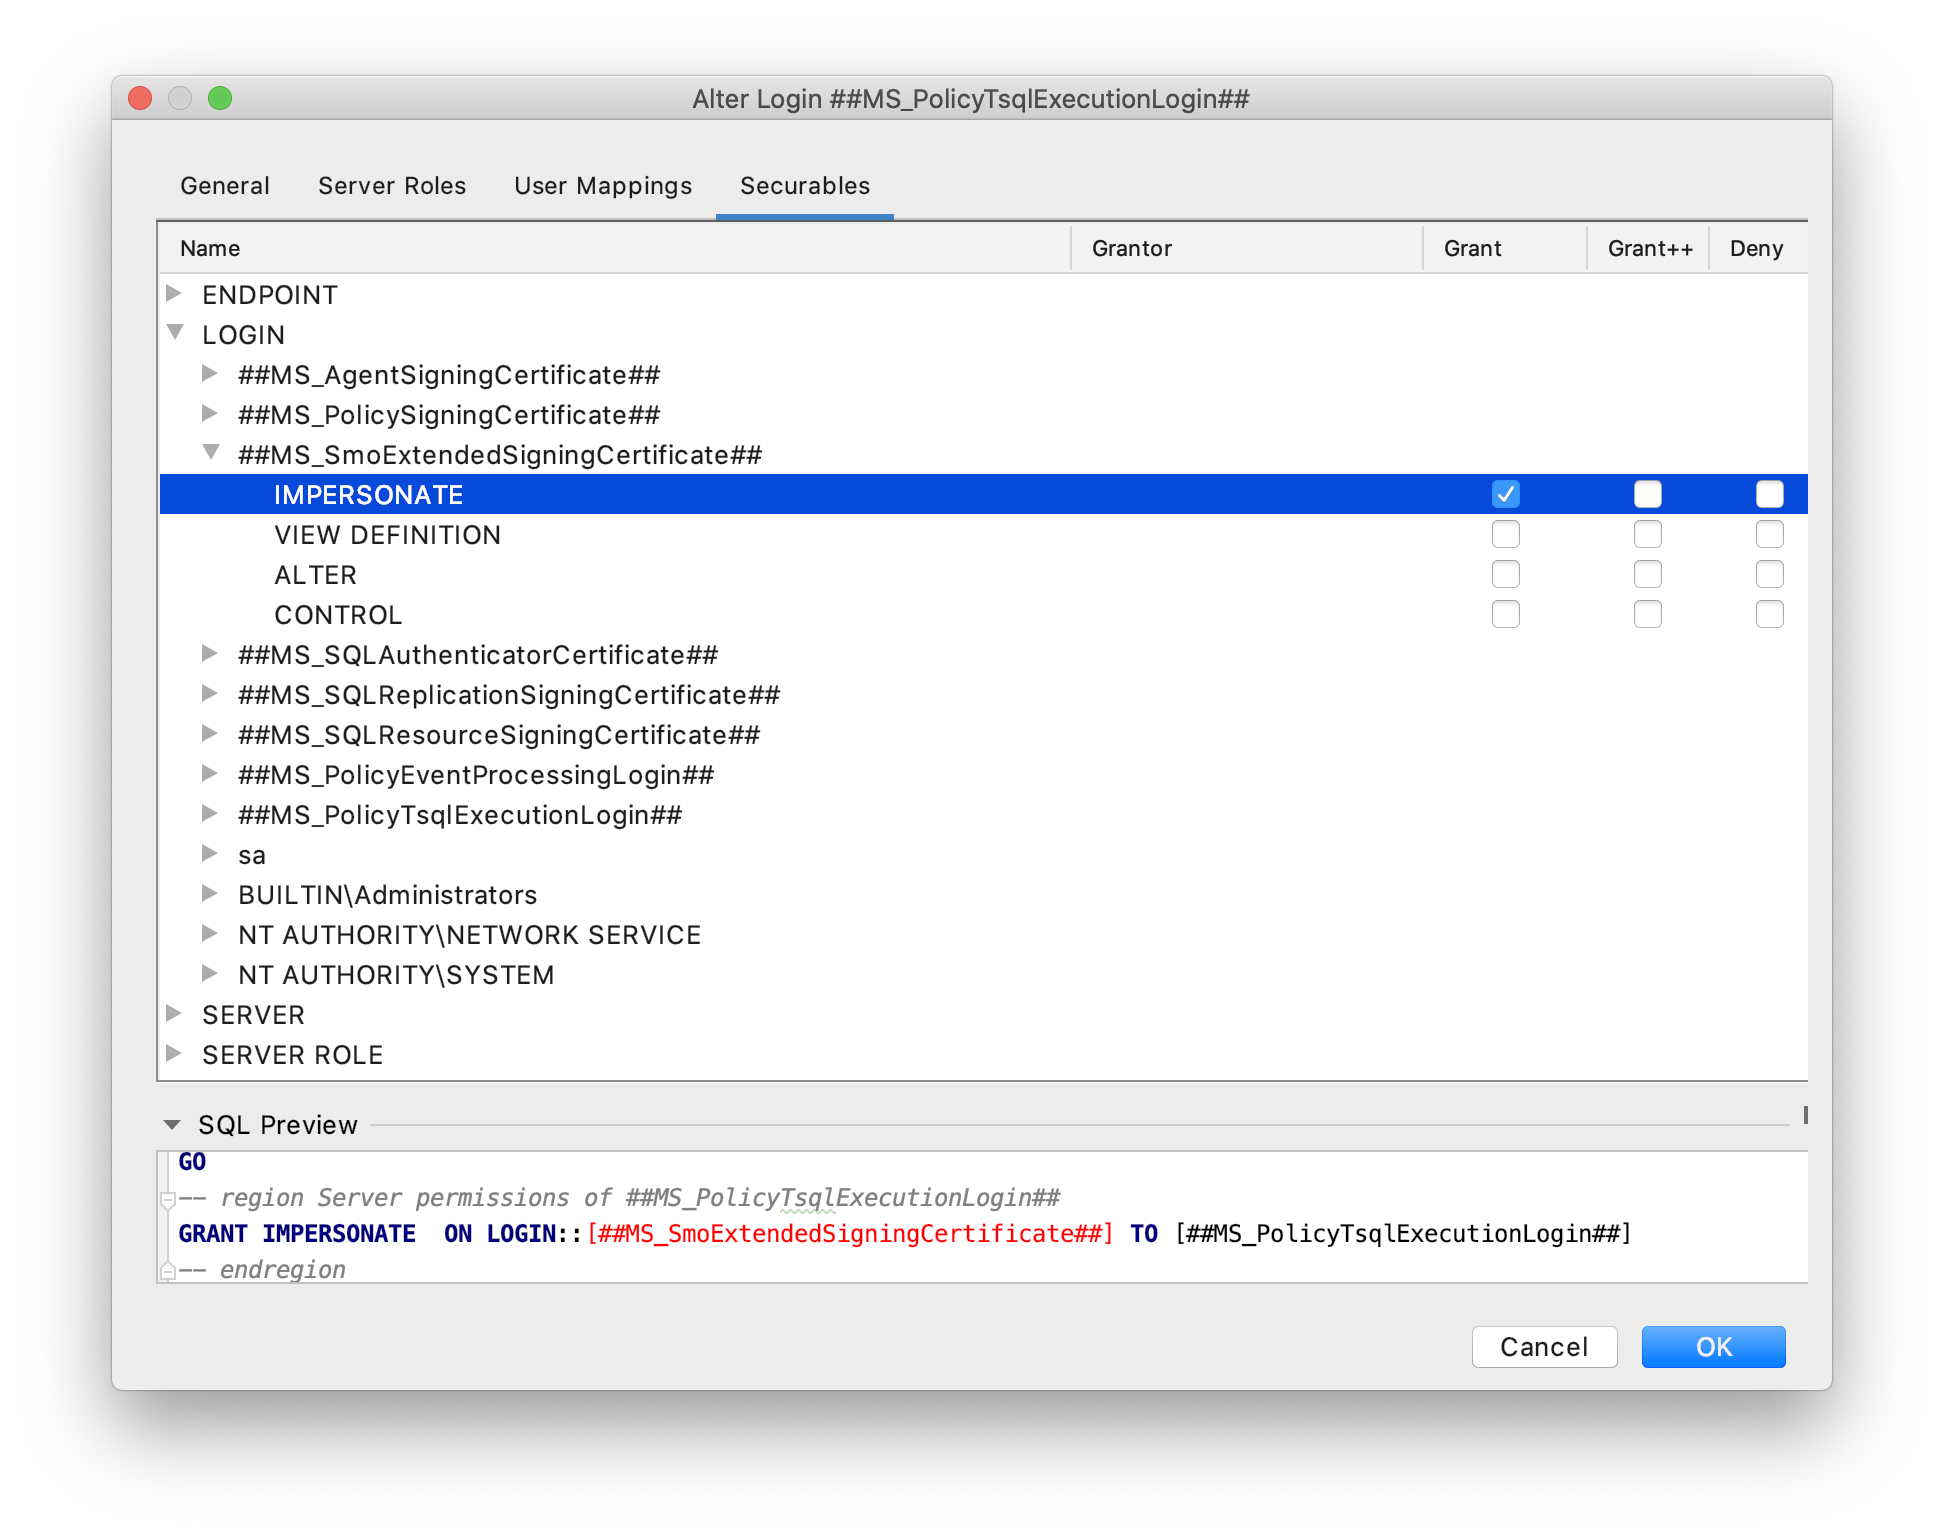 Alter Login ##MS_PolicyTsqlExecutionLogin##
General Server Roles User Mappings Securables
Name Grantor Grant Grant++ Deny
ENDPOINT
LOGIN
##MS_AgentSigningCertificate##
##MS_PolicySigningCertificate##
##MS_SmoExtendedSigningCertificate##
IMPERSONATE
VIEW DEFINITION
ALTER
CONTROL
##MS_SQLAuthenticatorCertificate##
##MS_SQLReplicationSigningCertificate##
##MS_SQLResourceSigningCertificate##
##MS_PolicyEventProcessingLogin##
##MS_PolicyTsqlExecutionLogin##
sa
BUILTIN\Administrators
NT AUTHORITY\NETWORK SERVICE
NT AUTHORITY\SYSTEM
SERVER
SERVER ROLE
SQL Preview
GO
-- region Server permissions of ##MS_PolicyTsqlExecutionLogin##
GRANT IMPERSONATE  ON LOGIN::[##MS_SmoExtendedSigningCertificate##] TO [##MS_PolicyTsqlExecutionLogin##]
-- endregion
Cancel OK